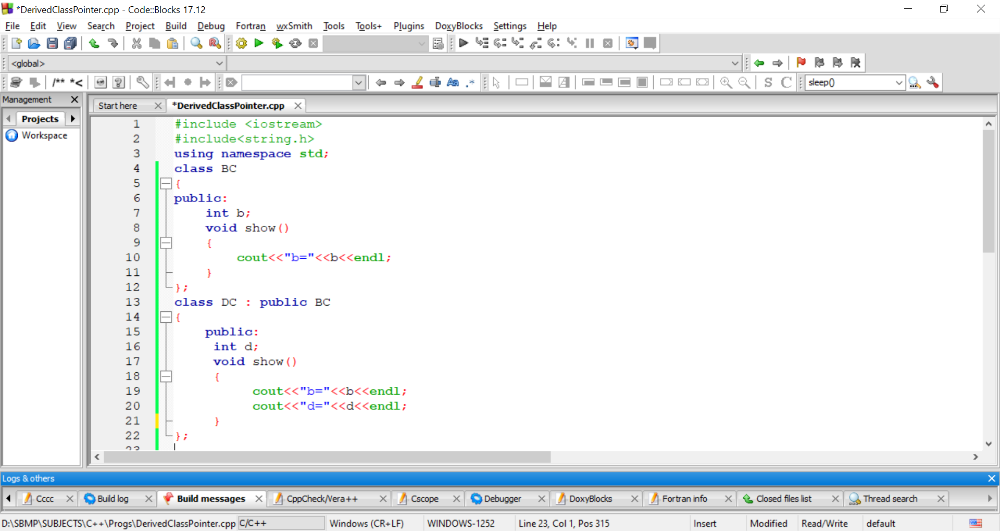 *DerivedClassPointer.cpp - Code::Blocks 17.12
File Edit View Search Project Build Debug Fortran wxSmith Tools Tools+ Plugins DoxyBlocks Settings Help
<global>
/** *<
Aa .* S C sleep()
Management
Start here *DerivedClassPointer.cpp
Projects
Workspace
1 #include <iostream>
2 #include<string.h>
3 using namespace std;
4 class BC
5 {
6 public:
7 int b;
8 void show()
9 {
10 cout<<"b="<<b<<endl;
11 }
12 };
13 class DC : public BC
14 {
15 public:
16 int d;
17 void show()
18 {
19 cout<<"b="<<b<<endl;
20 cout<<"d="<<d<<endl;
21 }
22 };
23
Logs & others
Cccc Build log Build messages CppCheck/Vera++ Cscope Debugger DoxyBlocks Fortran info Closed files list Thread search
D:\SBMP\SUBJECTS\C++\Progs\DerivedClassPointer.cpp C/C++ Windows (CR+LF) WINDOWS-1252 Line 23, Col 1, Pos 315 Insert Modified Read/Write default